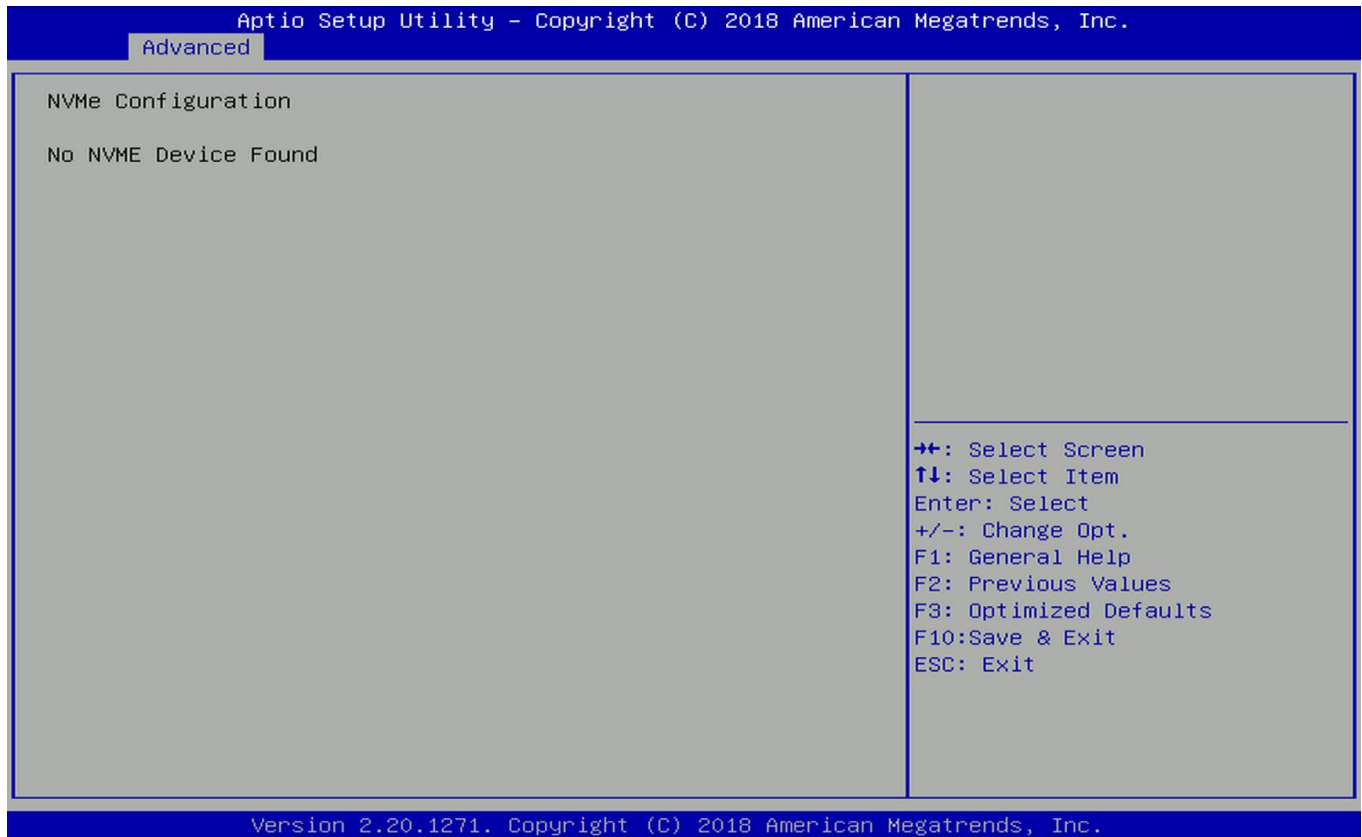 Aptio Setup Utility – Copyright (C) 2018 American Megatrends, Inc.
Advanced
NVMe Configuration
No NVME Device Found
→←: Select Screen
↑↓: Select Item
Enter: Select
+/-: Change Opt.
F1: General Help
F2: Previous Values
F3: Optimized Defaults
F10:Save & Exit
ESC: Exit
Version 2.20.1271. Copyright (C) 2018 American Megatrends, Inc.